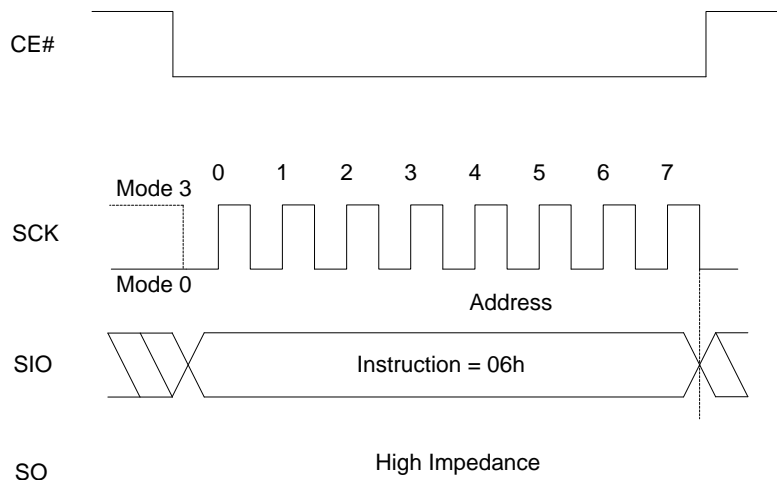 CE#
0 1 2 3 4 5 6 7
Mode 3
SCK
Mode 0
Address
SIO
Instruction = 06h
High Impedance
SO